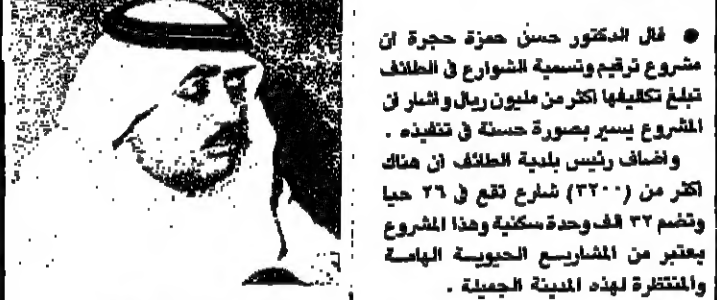 ● قال الدكتور حسن حمزة حجرة ان
مشروع ترقيم وتسمية الشوارع في الطائف
تبلغ تكاليفها اكثر من مليون ريال واشار ان
المشروع يسير بصورة حسنة في تنفيذه .
واضاف رئيس بلدية الطائف ان هناك
اكثر من (٣٢٠٠) شارع تقع في ٢٦ حيا
وتضم ٣٢ الف وحدة سكنية وهذا المشروع
يعتبر من المشاريع الحيوية الهامة
والمنتظرة لهذه المدينة الجميلة .